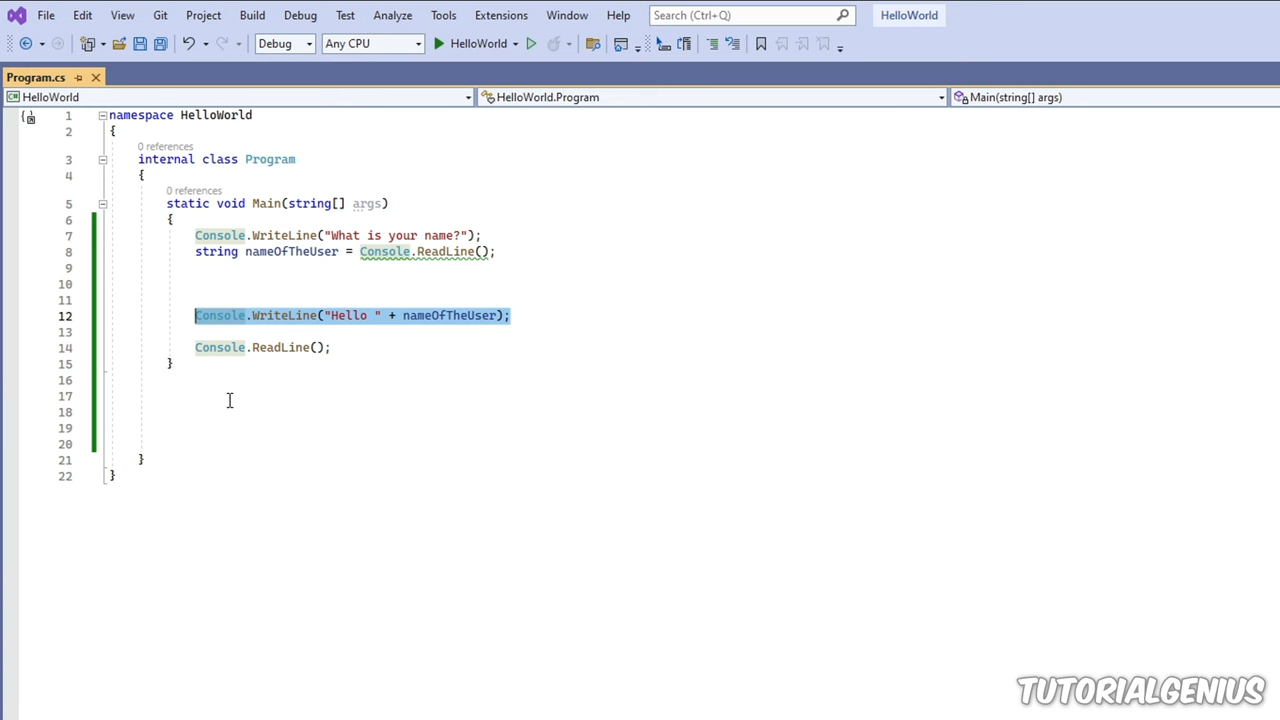 File Edit View Git Project Build Debug Test Analyze Tools Extensions Window Help Search (Ctrl+Q) HelloWorld
Debug Any CPU HelloWorld
Program.cs
HelloWorld HelloWorld.Program Main(string[] args)
1 namespace HelloWorld
2 {
0 references
3 internal class Program
4 {
0 references
5 static void Main(string[] args)
6 {
7 Console.WriteLine("What is your name?");
8 string nameOfTheUser = Console.ReadLine();
9
10
11
12 Console.WriteLine("Hello " + nameOfTheUser);
13
14 Console.ReadLine();
15 }
16
17
18
19
20
21 }
22 }
TUTORIALGENIUS